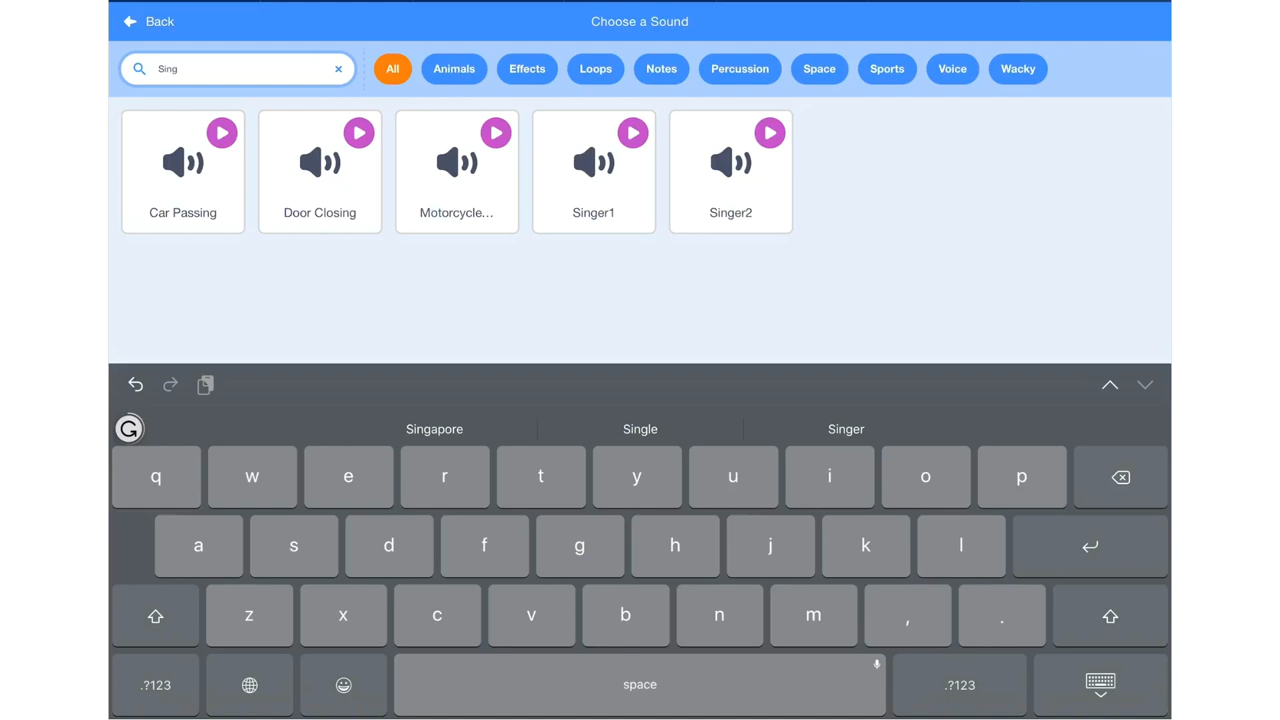 Back
Choose a Sound
Sing
All
Animals
Effects
Loops
Notes
Percussion
Space
Sports
Voice
Wacky
Car Passing
Door Closing
Motorcycle...
Singer1
Singer2
G
Singapore
Single
Singer
q w e r t y u i o p
a s d f g h j k l
z x c v b n m , .
.?123
space
.?123